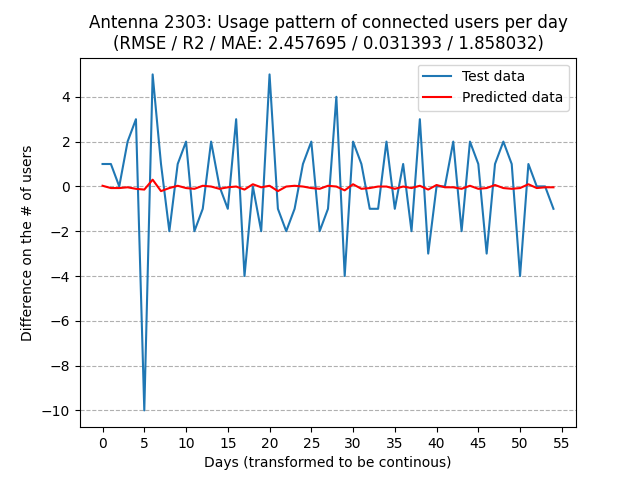 Antenna 2303: Usage pattern of connected users per day
(RMSE / R2 / MAE: 2.457695 / 0.031393 / 1.858032)
Test data
Predicted data
Difference on the # of users
4
2
0
−2
−4
−6
−8
−10
0 5 10 15 20 25 30 35 40 45 50 55
Days (transformed to be continous)